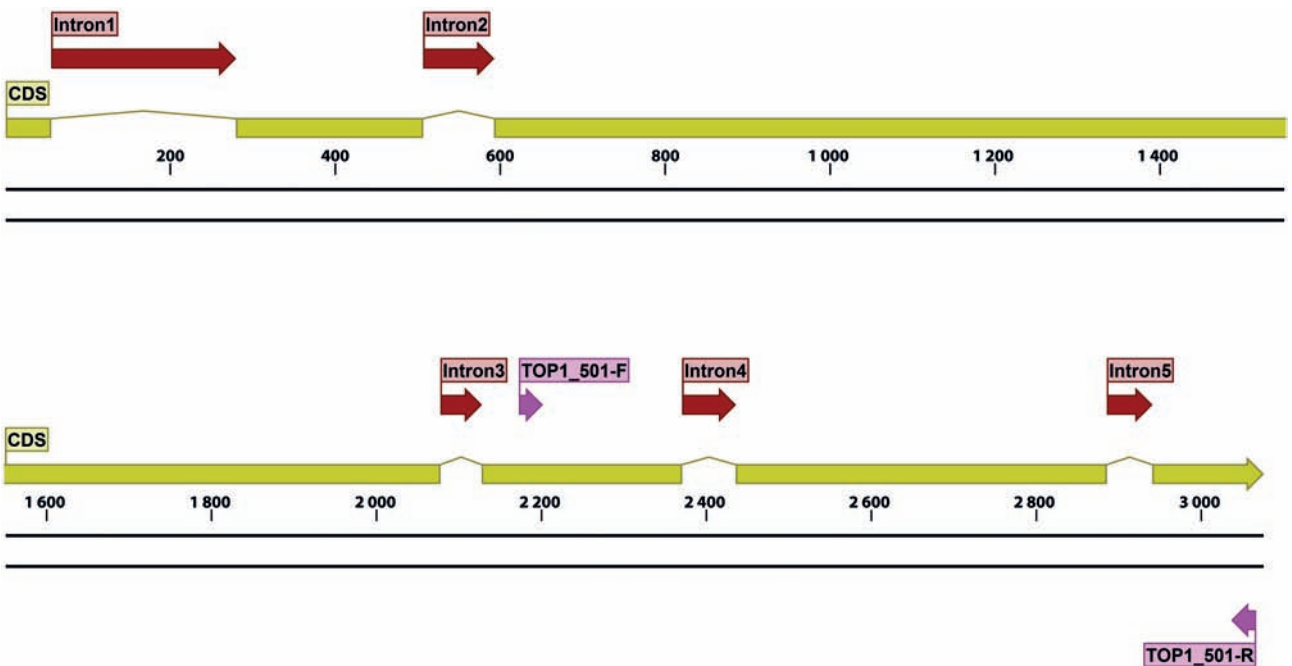 Intron1 Intron2
CDS
200 400 600 800 1 000 1 200 1 400
Intron3 TOP1_501-F Intron4 Intron5
CDS
1 600 1 800 2 000 2 200 2 400 2 600 2 800 3 000
TOP1_501-R